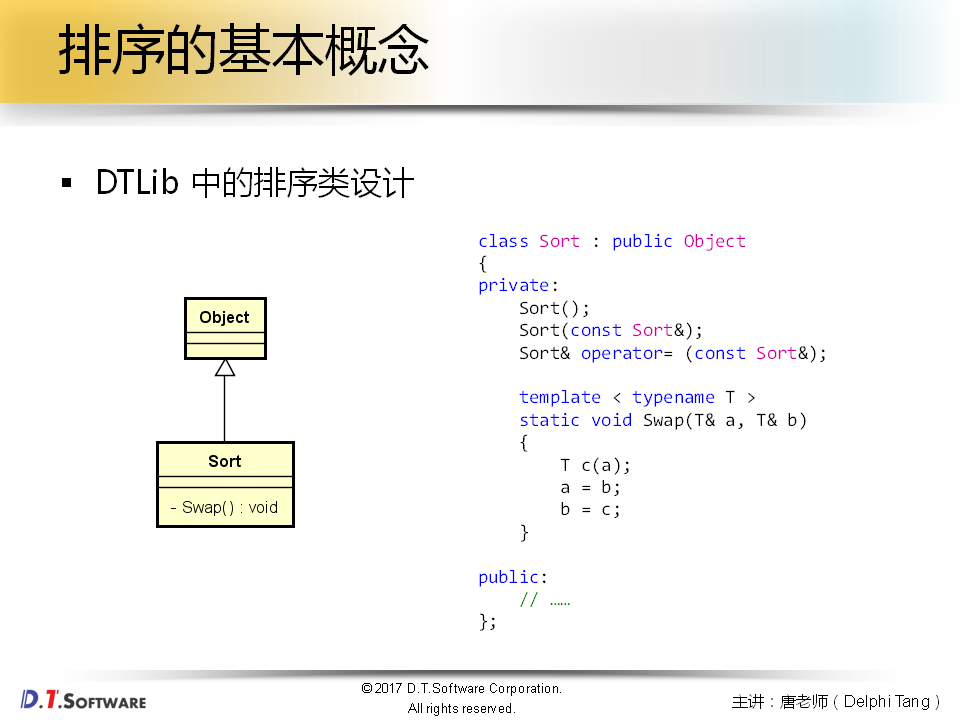 排序的基本概念
▪ DTLib 中的排序类设计
Object
Sort
- Swap() : void
class Sort : public Object
{
private:
    Sort();
    Sort(const Sort&);
    Sort& operator= (const Sort&);
    template < typename T >
    static void Swap(T& a, T& b)
    {
        T c(a);
        a = b;
        b = c;
    }
public:
    // ……
};
D.T.SOFTWARE
©2017 D.T.Software Corporation.
All rights reserved.
主讲：唐老师（Delphi Tang）